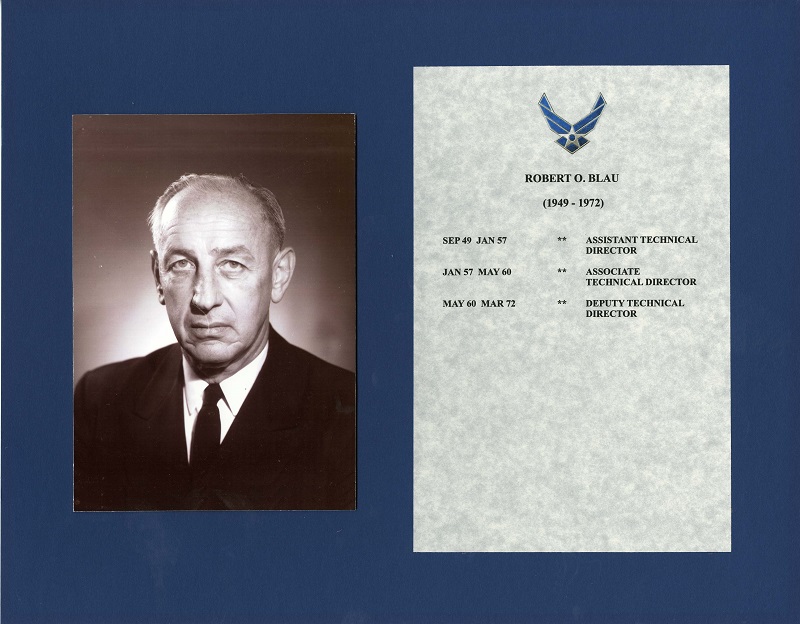 ROBERT O. BLAU
(1949 - 1972)
SEP 49 JAN 57 ** ASSISTANT TECHNICAL
DIRECTOR
JAN 57 MAY 60 ** ASSOCIATE
TECHNICAL DIRECTOR
MAY 60 MAR 72 ** DEPUTY TECHNICAL
DIRECTOR